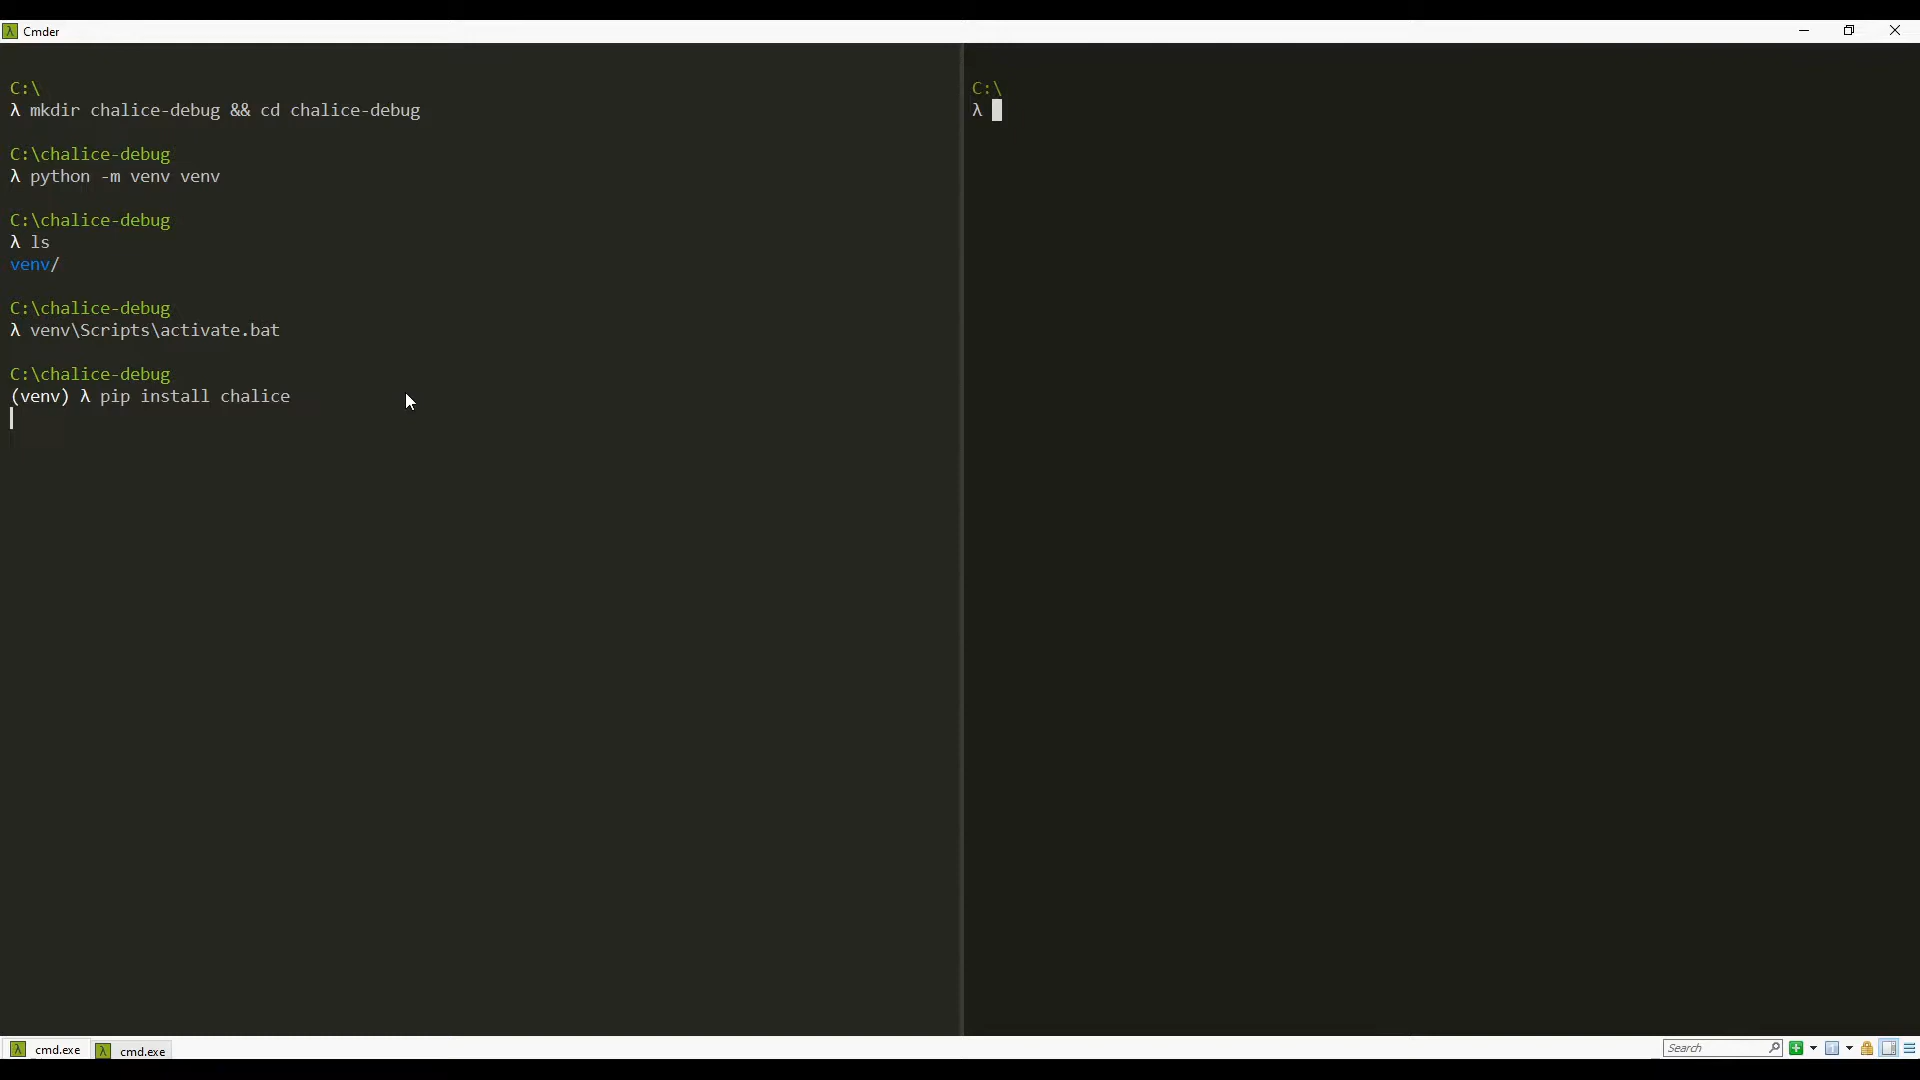 Cmder
C:\
λ mkdir chalice-debug && cd chalice-debug
C:\chalice-debug
λ python -m venv venv
C:\chalice-debug
λ ls
venv/
C:\chalice-debug
λ venv\Scripts\activate.bat
C:\chalice-debug
(venv) λ pip install chalice
C:\
λ
cmd.exe
cmd.exe
Search